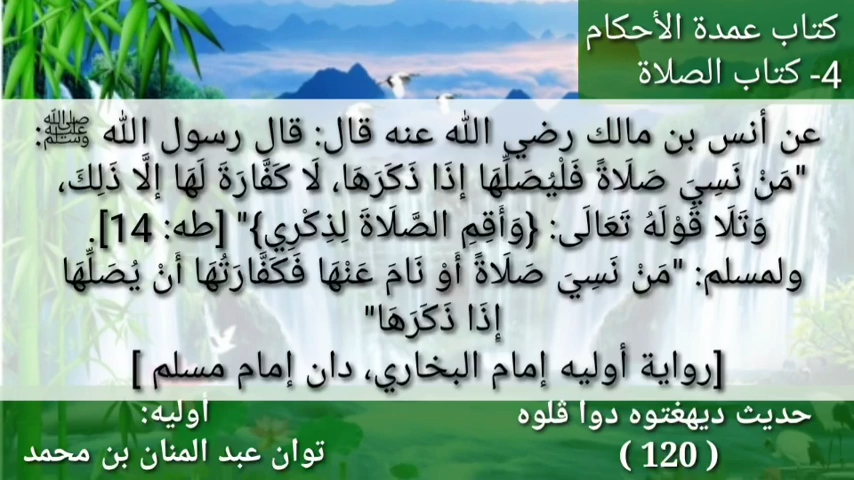 كتاب عمدة الأحكام
4- كتاب الصلاة
عن أنس بن مالك رضي الله عنه قال: قال رسول الله ﷺ:
"مَنْ نَسِيَ صَلَاةً فَلْيُصَلِّهَا إذَا ذَكَرَهَا، لَا كَفَّارَةَ لَهَا إلَّا ذَلِكَ،
وَتَلَا قَوْلَهُ تَعَالَى: {وَأَقِمِ الصَّلَاةَ لِذِكْرِي}" [طه: 14].
ولمسلم: "مَنْ نَسِيَ صَلَاةً أَوْ نَامَ عَنْهَا فَكَفَّارَتُهَا أَنْ يُصَلِّهَا
إذَا ذَكَرَهَا"
[رواية أوليه إمام البخاري، دان إمام مسلم ]
حديث ديهغتوه دوا ڤلوه
( 120 )
أوليه:
توان عبد المنان بن محمد